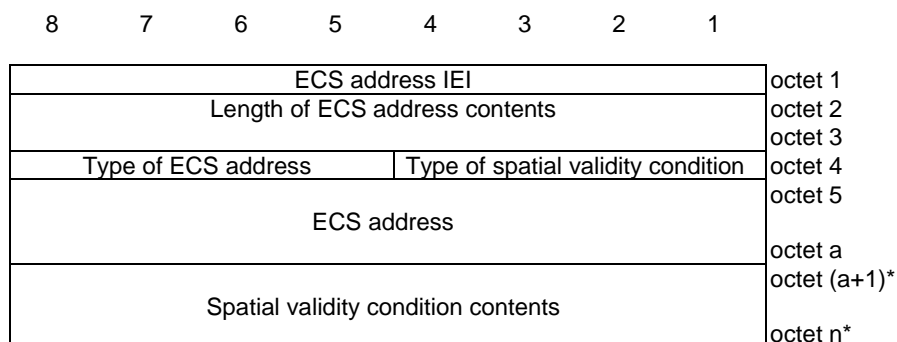 8 7 6 5 4 3 2 1
ECS address IEI octet 1
Length of ECS address contents octet 2
octet 3
Type of ECS address Type of spatial validity condition octet 4
octet 5
ECS address
octet a
octet (a+1)*
Spatial validity condition contents
octet n*